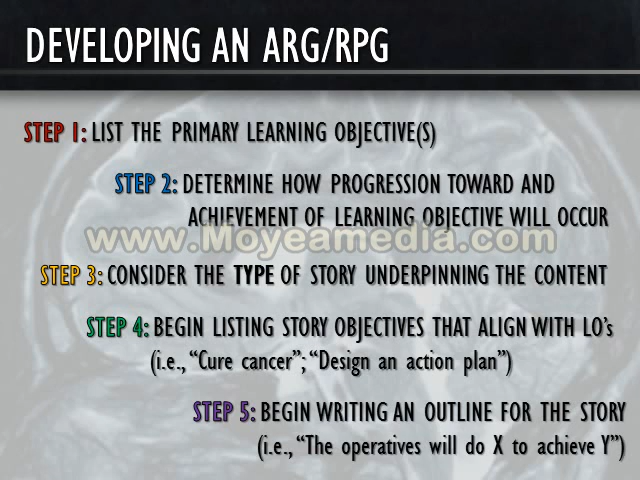 DEVELOPING AN ARG/RPG
STEP 1: LIST THE PRIMARY LEARNING OBJECTIVE(S)
STEP 2: DETERMINE HOW PROGRESSION TOWARD AND
ACHIEVEMENT OF LEARNING OBJECTIVE WILL OCCUR
www.Moyeamedia.com
STEP 3: CONSIDER THE TYPE OF STORY UNDERPINNING THE CONTENT
STEP 4: BEGIN LISTING STORY OBJECTIVES THAT ALIGN WITH LO's
(i.e., “Cure cancer”; “Design an action plan”)
STEP 5: BEGIN WRITING AN OUTLINE FOR THE STORY
(i.e., “The operatives will do X to achieve Y”)